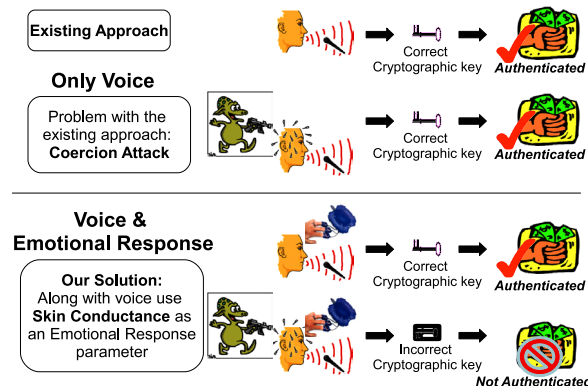 Existing Approach
Correct
Cryptographic key
Authenticated
Only Voice
Problem with the
existing approach:
Coercion Attack
Correct
Cryptographic key
Authenticated
Voice &
Emotional Response
Our Solution:
Along with voice use
Skin Conductance as
an Emotional Response
parameter
Correct
Cryptographic key
Authenticated
Incorrect
Cryptographic key
Not Authenticated